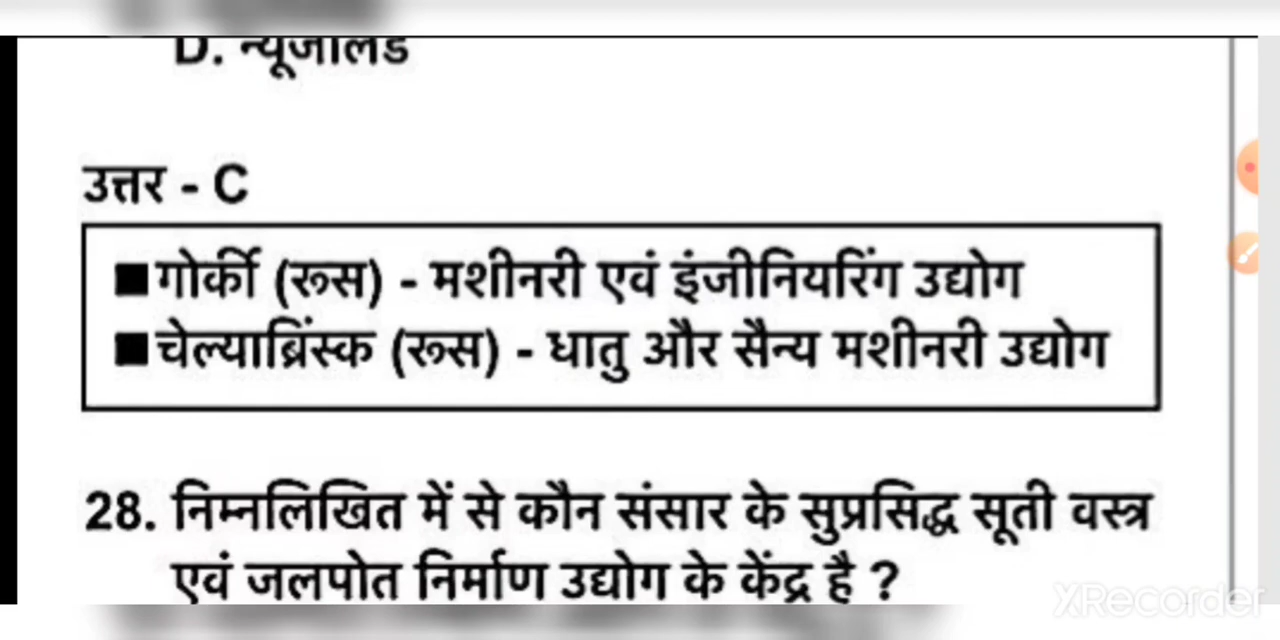 D. न्यूजीलैंड
उत्तर - C
■गोर्की (रूस) - मशीनरी एवं इंजीनियरिंग उद्योग
■चेल्याब्रिंस्क (रूस) - धातु और सैन्य मशीनरी उद्योग
28. निम्नलिखित में से कौन संसार के सुप्रसिद्ध सूती वस्त्र
एवं जलपोत निर्माण उद्योग के केंद्र है ?
XRecorder